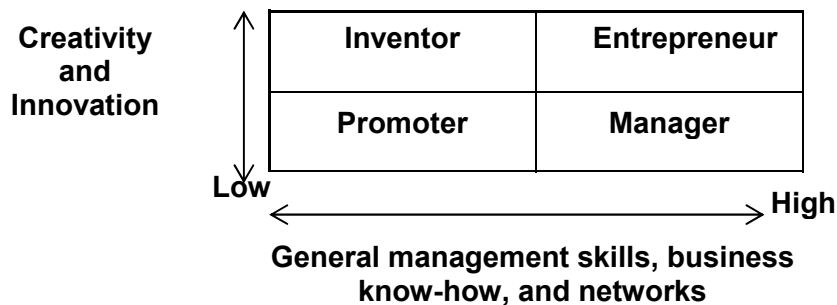 Creativity
and
Innovation
Inventor
Entrepreneur
Promoter
Manager
Low
High
General management skills, business
know-how, and networks